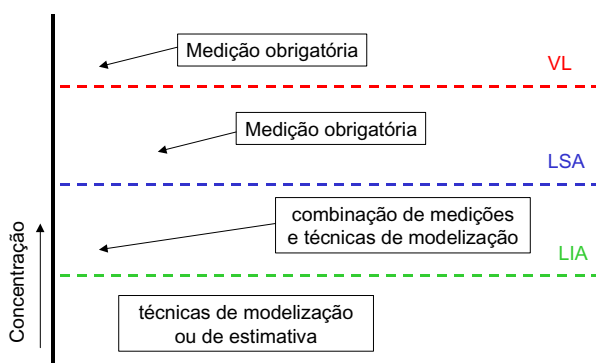 Medição obrigatória
VL
Medição obrigatória
LSA
combinação de medições
e técnicas de modelização
LIA
técnicas de modelização
ou de estimativa
Concentração